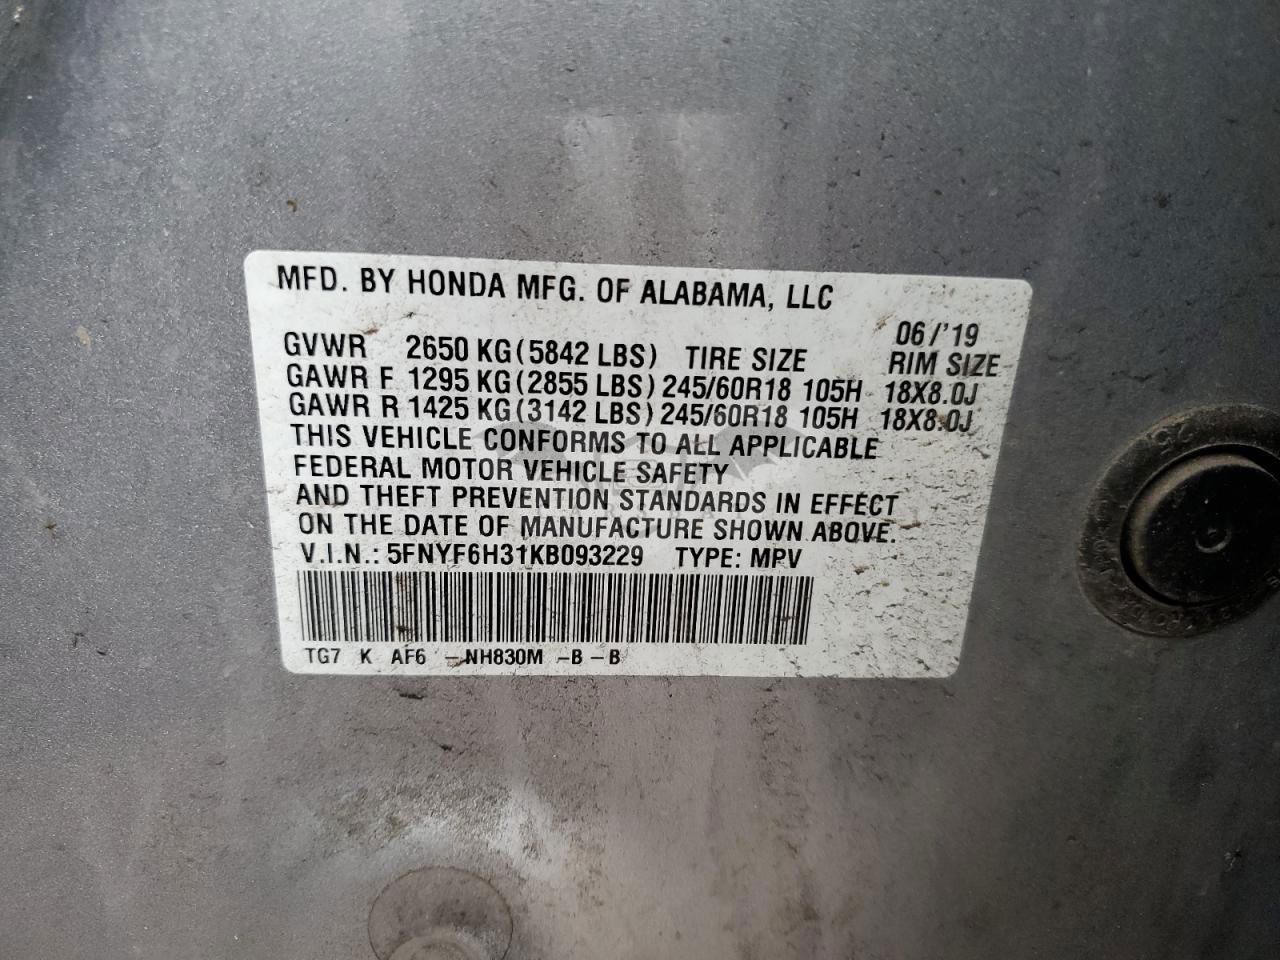 MFD. BY HONDA MFG. OF ALABAMA, LLC
06/'19
GVWR 2650 KG(5842 LBS) TIRE SIZE RIM SIZE
GAWR F 1295 KG(2855 LBS) 245/60R18 105H 18X8.0J
GAWR R 1425 KG(3142 LBS) 245/60R18 105H 18X8.0J
THIS VEHICLE CONFORMS TO ALL APPLICABLE
FEDERAL MOTOR VEHICLE SAFETY
AND THEFT PREVENTION STANDARDS IN EFFECT
ON THE DATE OF MANUFACTURE SHOWN ABOVE.
V.I.N.: 5FNYF6H31KB093229 TYPE: MPV
TG7 K AF6 -NH830M -B -B